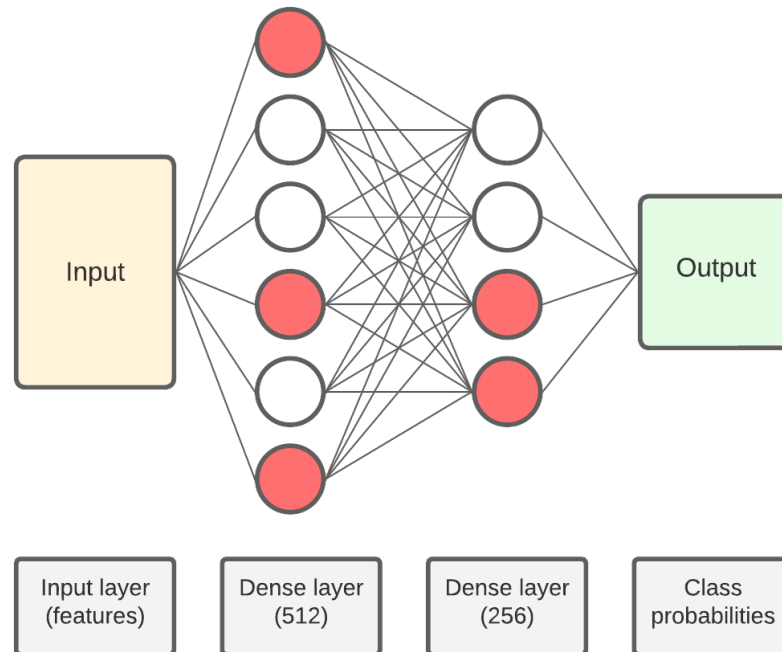 Input
Output
Input layer
(features)
Dense layer
(512)
Dense layer
(256)
Class
probabilities